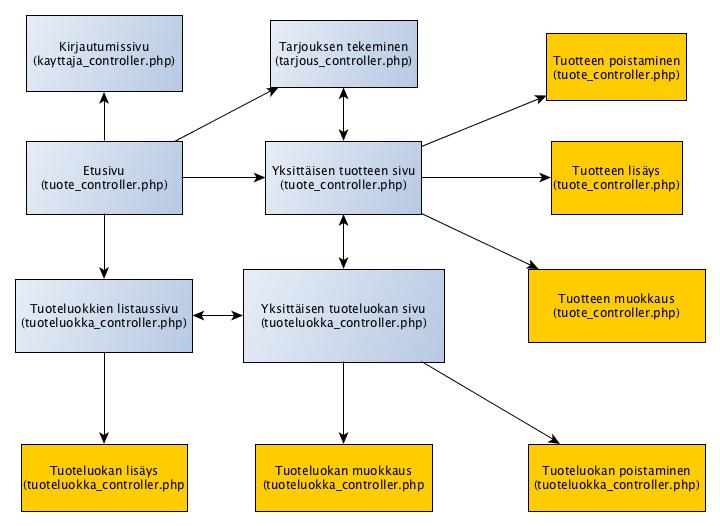 Kirjautumissivu
(kayttaja_controller.php)
Tarjouksen tekeminen
(tarjous_controller.php)
Tuotteen poistaminen
(tuote_controller.php)
Etusivu
(tuote_controller.php)
Yksittäisen tuotteen sivu
(tuote_controller.php)
Tuotteen lisäys
(tuote_controller.php)
Tuoteluokkien listaussivu
(tuoteluokka_controller.php)
Yksittäisen tuoteluokan sivu
(tuoteluokka_controller.php)
Tuotteen muokkaus
(tuote_controller.php)
Tuoteluokan lisäys
(tuoteluokka_controller.php
Tuoteluokan muokkaus
(tuoteluokka_controller.php
Tuoteluokan poistaminen
(tuoteluokka_controller.php)